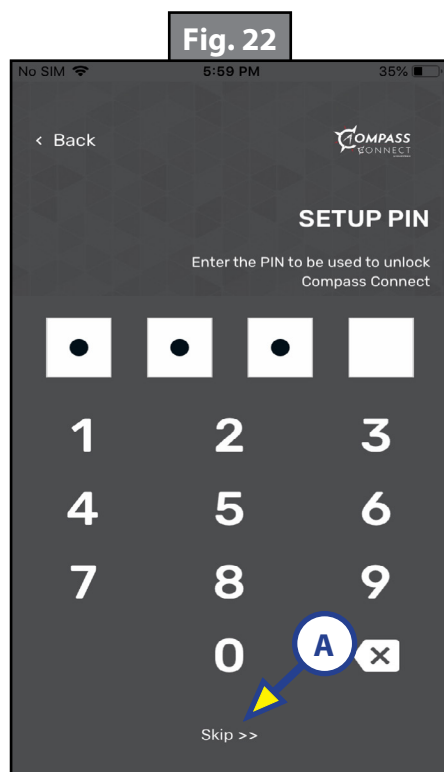 Fig. 22
No SIM 5:59 PM 35%
< Back
COMPASS
CONNECT
SETUP PIN
Enter the PIN to be used to unlock
Compass Connect
1 2 3
4 5 6
7 8 9
0
A
Skip >>